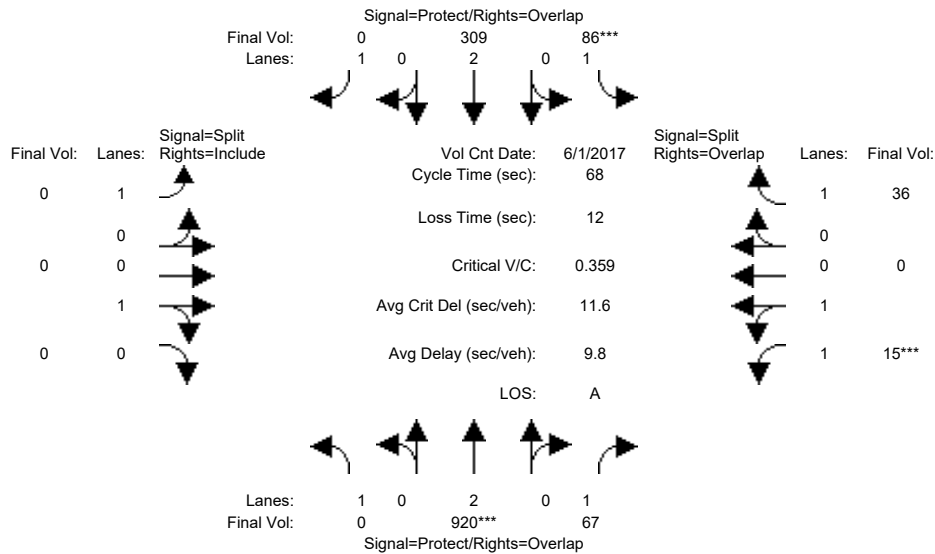 Signal=Protect/Rights=Overlap
Final Vol: 0 309 86***
Lanes: 1 0 2 0 1
Signal=Split
Final Vol: Lanes: Rights=Include
Vol Cnt Date: 6/1/2017
Signal=Split
Rights=Overlap Lanes: Final Vol:
Cycle Time (sec): 68
0 1
1 36
Loss Time (sec): 12
0
0
0 0
Critical V/C: 0.359
0 0
1
Avg Crit Del (sec/veh): 11.6
1
0 0
Avg Delay (sec/veh): 9.8
1 15***
LOS: A
Lanes: 1 0 2 0 1
Final Vol: 0 920*** 67
Signal=Protect/Rights=Overlap